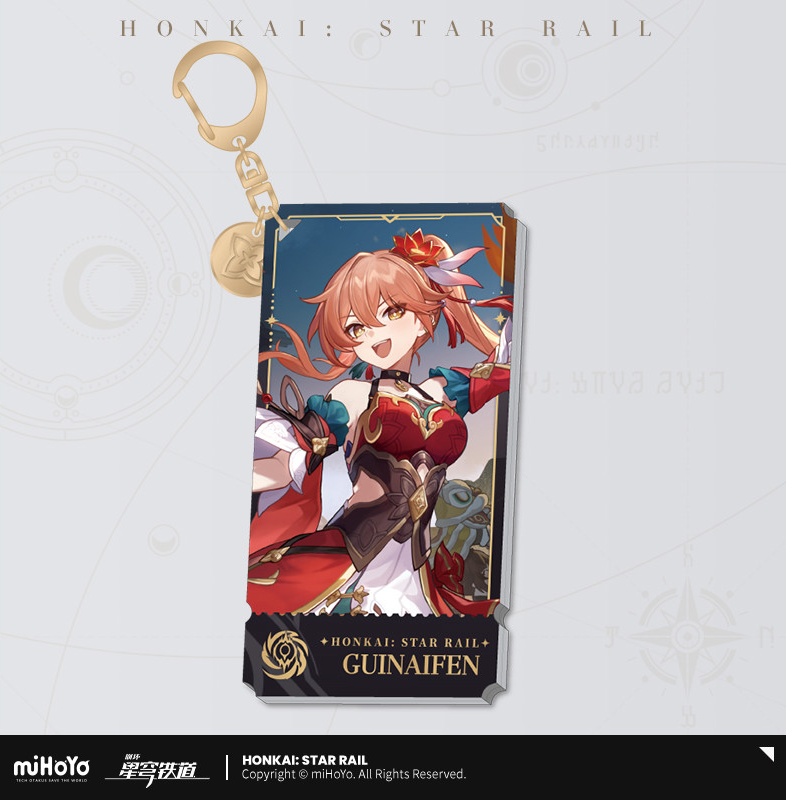 HONKAI: STAR RAIL
HONKAI: STAR RAIL
GUINAIFEN
miHoYo
TECH OTAKUS SAVE THE WORLD
崩坏
星穹铁道
HONKAI: STAR RAIL
Copyright © miHoYo. All Rights Reserved.